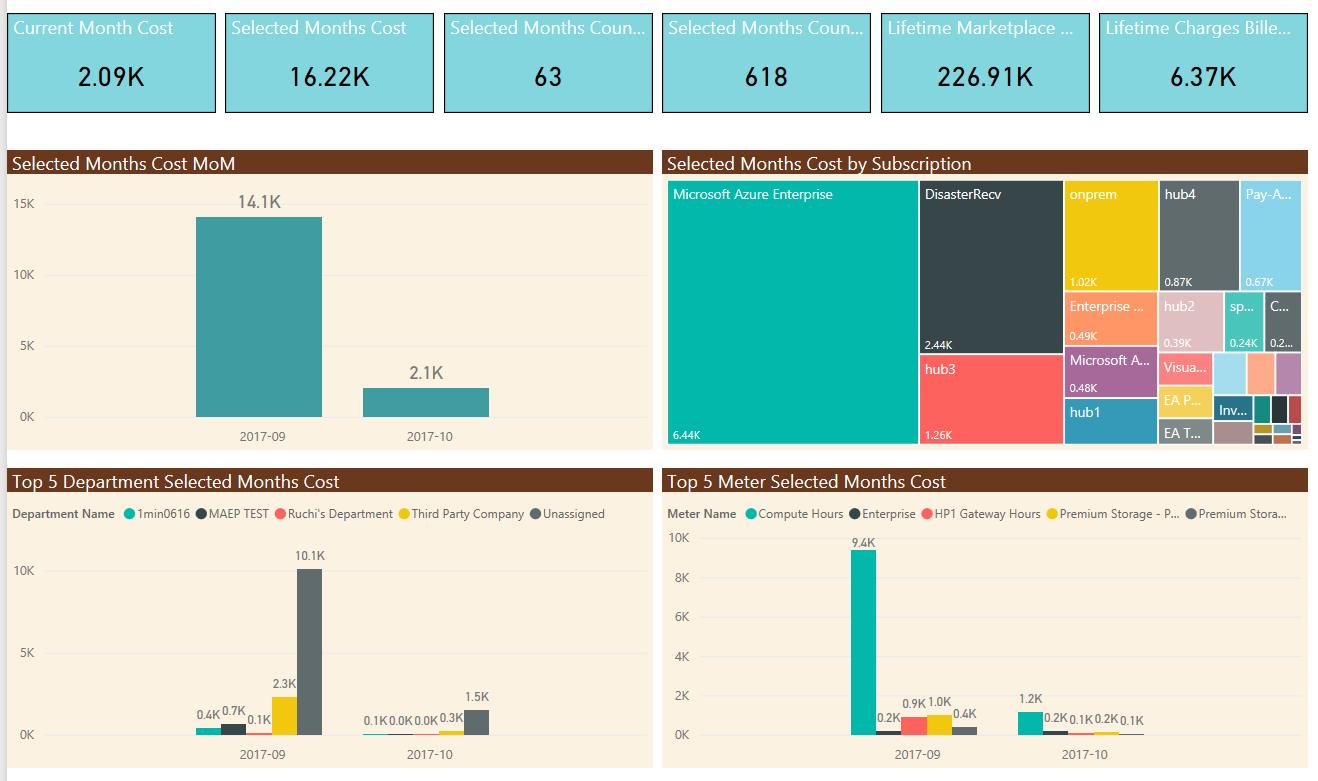 Current Month Cost
2.09K
Selected Months Cost
16.22K
Selected Months Coun...
63
Selected Months Coun...
618
Lifetime Marketplace ...
226.91K
Lifetime Charges Bille...
6.37K
Selected Months Cost MoM
15K
10K
5K
0K
14.1K
2.1K
2017-09
2017-10
Selected Months Cost by Subscription
Microsoft Azure Enterprise
6.44K
DisasterRecv
2.44K
hub3
1.26K
onprem
1.02K
Enterprise ...
0.49K
Microsoft A...
0.48K
hub1
hub4
0.87K
Pay-A...
0.67K
hub2
0.39K
sp...
0.24K
C...
0.2...
Visua...
EA P...
EA T...
Inv...
Top 5 Department Selected Months Cost
Department Name 1min0616 MAEP TEST Ruchi's Department Third Party Company Unassigned
10K
5K
0K
0.4K
0.7K
0.1K
2.3K
10.1K
0.1K
0.0K
0.0K
0.3K
1.5K
2017-09
2017-10
Top 5 Meter Selected Months Cost
Meter Name Compute Hours Enterprise HP1 Gateway Hours Premium Storage - P... Premium Stora...
10K
8K
6K
4K
2K
0K
9.4K
0.2K
0.9K
1.0K
0.4K
1.2K
0.2K
0.1K
0.2K
0.1K
2017-09
2017-10